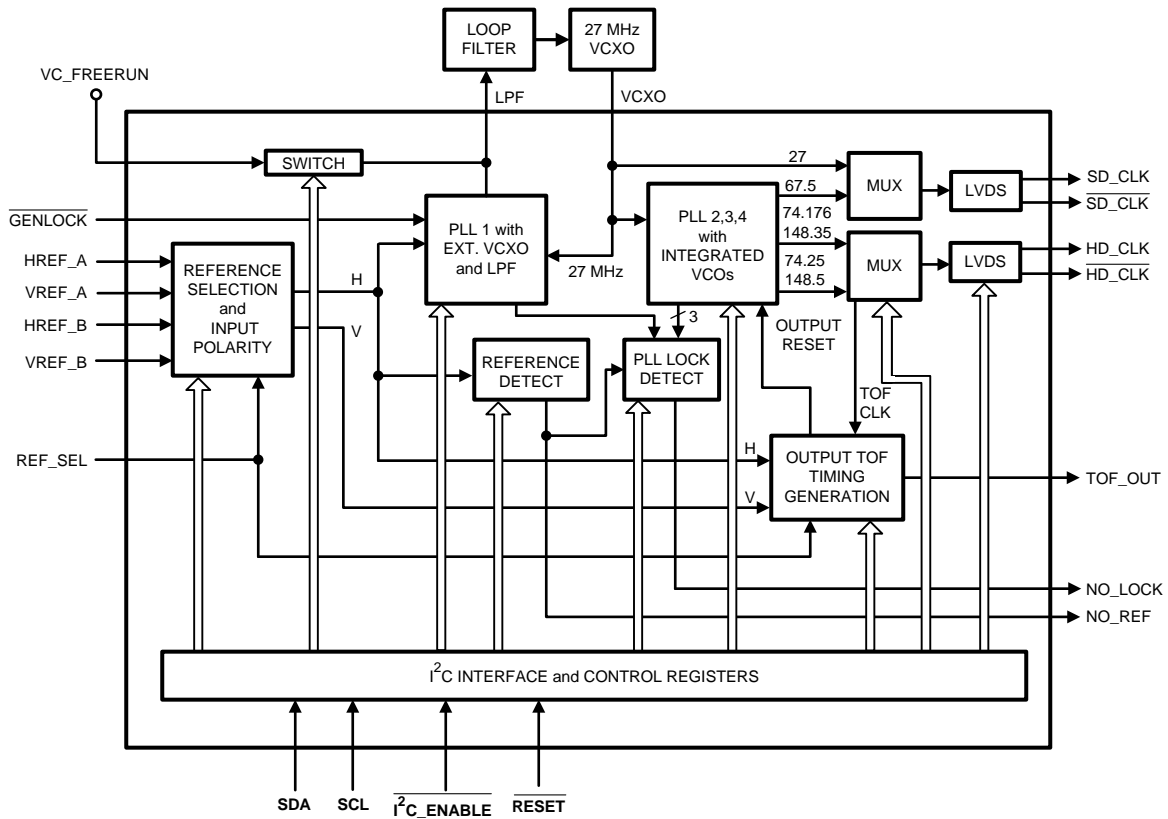 LOOP
FILTER
27 MHz
VCXO
VC_FREERUN
LPF
VCXO
SWITCH
27
67.5
74.176
148.35
74.25
148.5
MUX
LVDS
SD_CLK
SD_CLK
GENLOCK
PLL 1 with
EXT. VCXO
and LPF
27 MHz
PLL 2,3,4
with
INTEGRATED
VCOs
MUX
LVDS
HD_CLK
HD_CLK
HREF_A
VREF_A
HREF_B
VREF_B
REFERENCE
SELECTION
and
INPUT
POLARITY
H
V
3
OUTPUT
RESET
REFERENCE
DETECT
PLL LOCK
DETECT
TOF
CLK
REF_SEL
H
V
OUTPUT TOF
TIMING
GENERATION
TOF_OUT
NO_LOCK
NO_REF
I²C INTERFACE and CONTROL REGISTERS
SDA
SCL
I²C_ENABLE
RESET